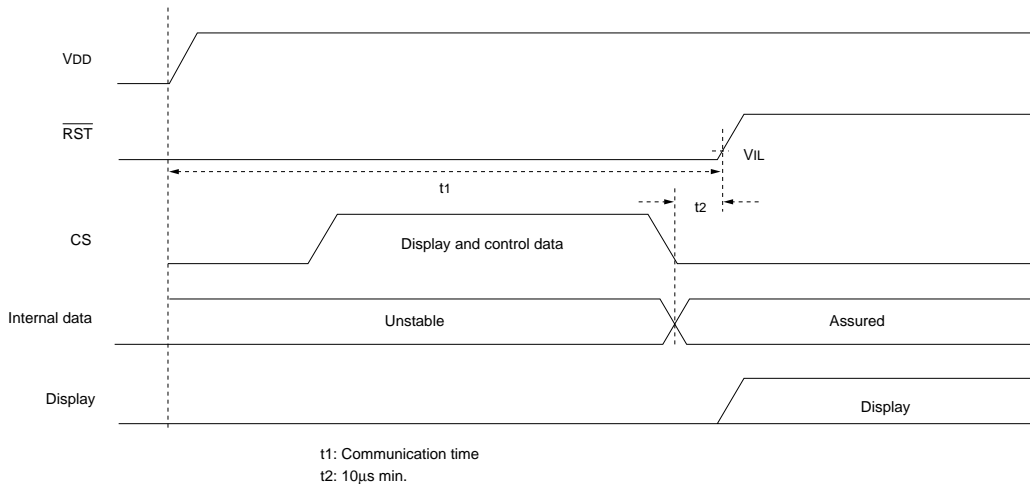 VDD
RST
VIL
t1
t2
CS
Display and control data
Internal data
Unstable
Assured
Display
Display
t1: Communication time
t2: 10μs min.